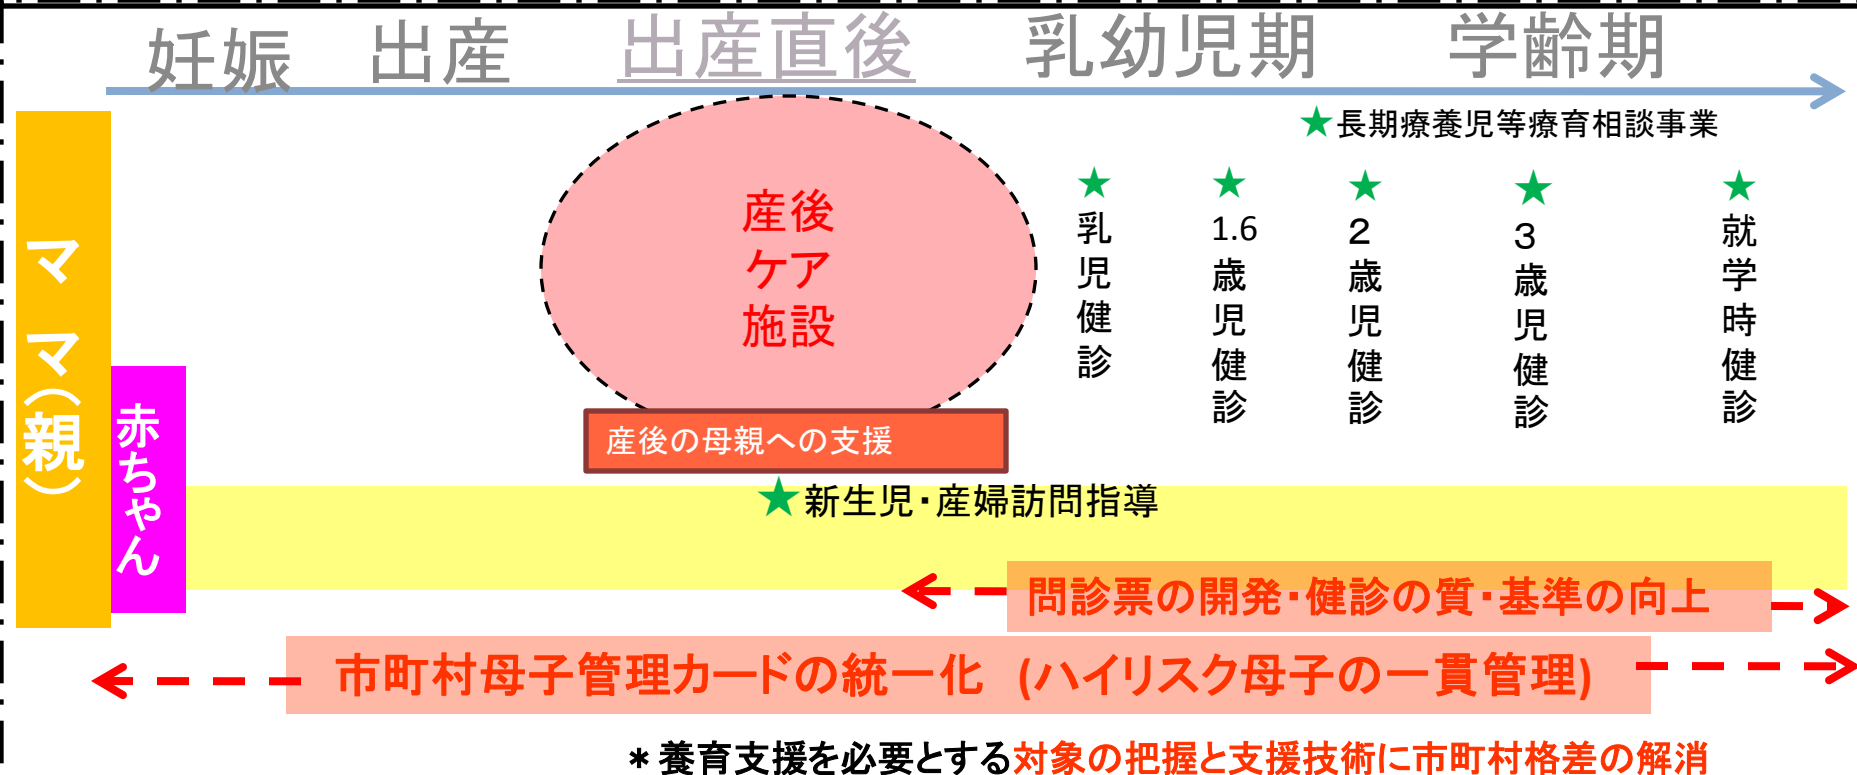 妊娠 出産 出産直後 乳幼児期 学齢期
★長期療養児等療育相談事業
ママ(親)
赤ちゃん
産後
ケア
施設
★乳児健診
★1.6歳児健診
★2歳児健診
★3歳児健診
★就学時健診
産後の母親への支援
★新生児・産婦訪問指導
問診票の開発・健診の質・基準の向上
市町村母子管理カードの統一化 (ハイリスク母子の一貫管理)
*養育支援を必要とする対象の把握と支援技術に市町村格差の解消